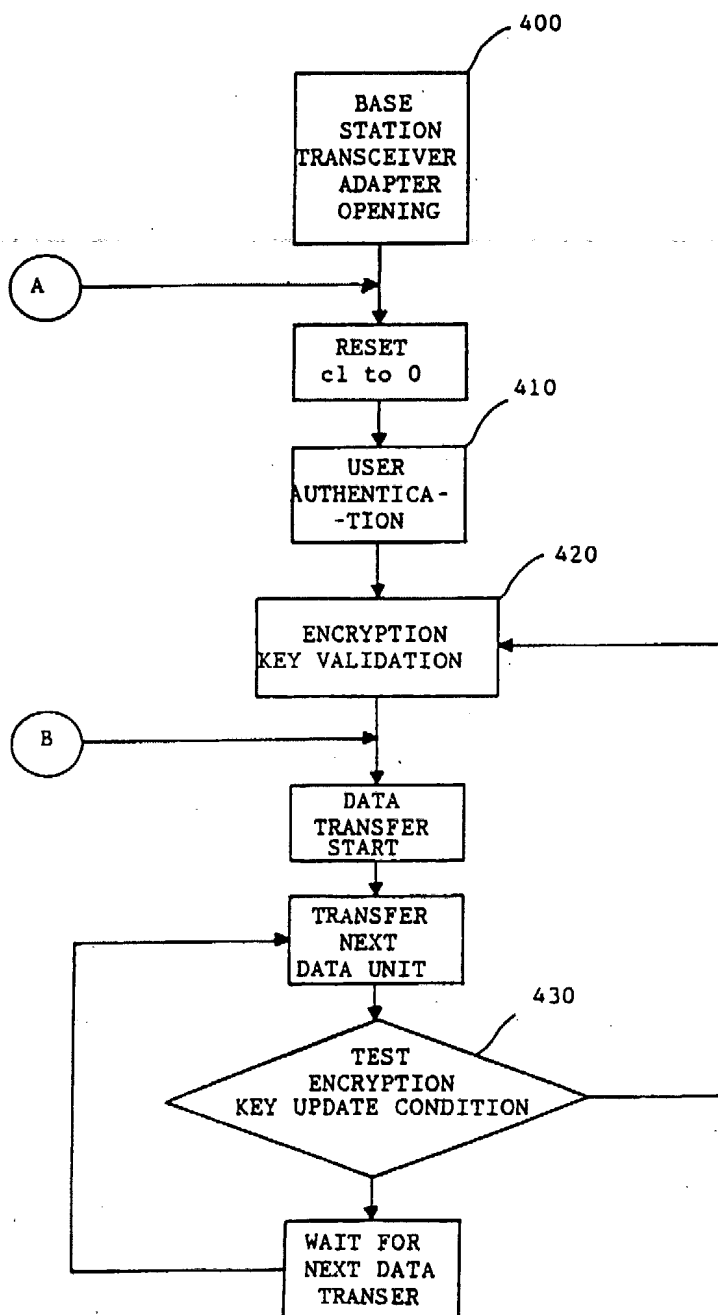 400
BASE
STATION
TRANSCEIVER
ADAPTER
OPENING
A
RESET
cl to 0
410
USER
AUTHENTICA-
-TION
420
ENCRYPTION
KEY VALIDATION
B
DATA
TRANSFER
START
TRANSFER
NEXT
DATA UNIT
430
TEST
ENCRYPTION
KEY UPDATE CONDITION
WAIT FOR
NEXT DATA
TRANSER